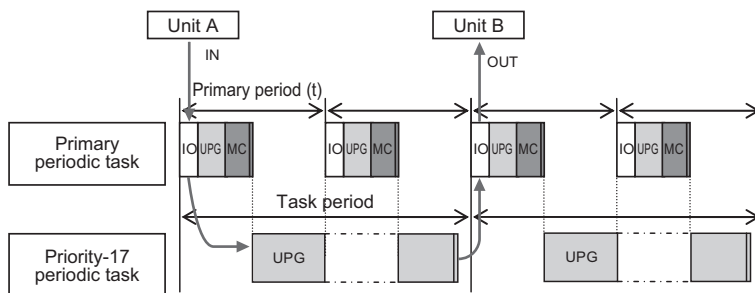 Unit A
Unit B
IN
OUT
Primary period (t)
Primary
periodic task
IO UPG MC
IO UPG MC
IO UPG MC
IO UPG MC
Task period
Priority-17
periodic task
UPG
UPG